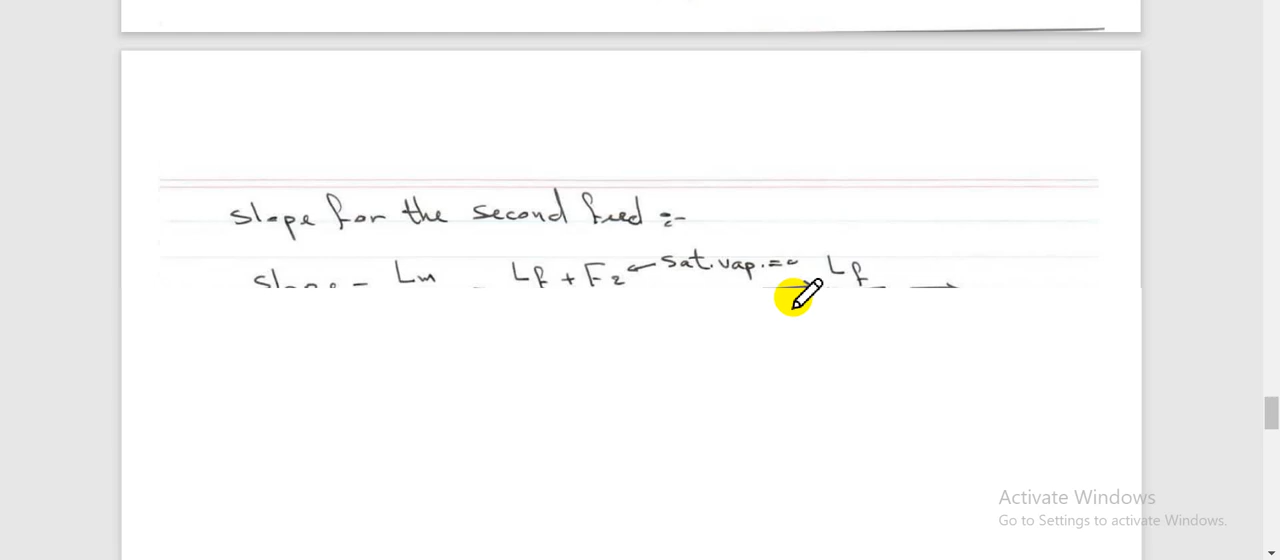 slope for the second feed :-
slope = Lm Lf + F2 ← sat.vap.=0 Lf
Activate Windows
Go to Settings to activate Windows.